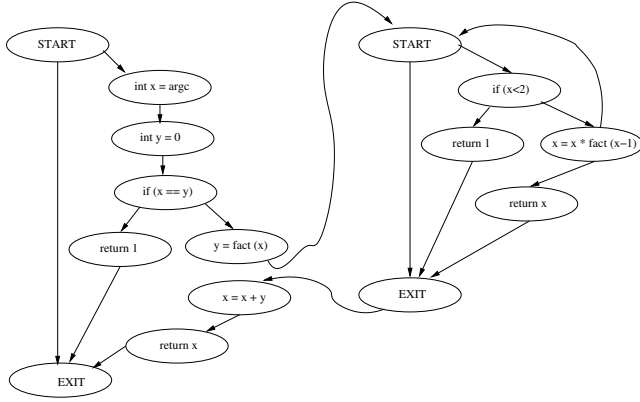 START
int x = argc
int y = 0
if (x == y)
return 1
y = fact (x)
x = x + y
return x
EXIT
START
if (x<2)
return 1
x = x * fact (x−1)
return x
EXIT